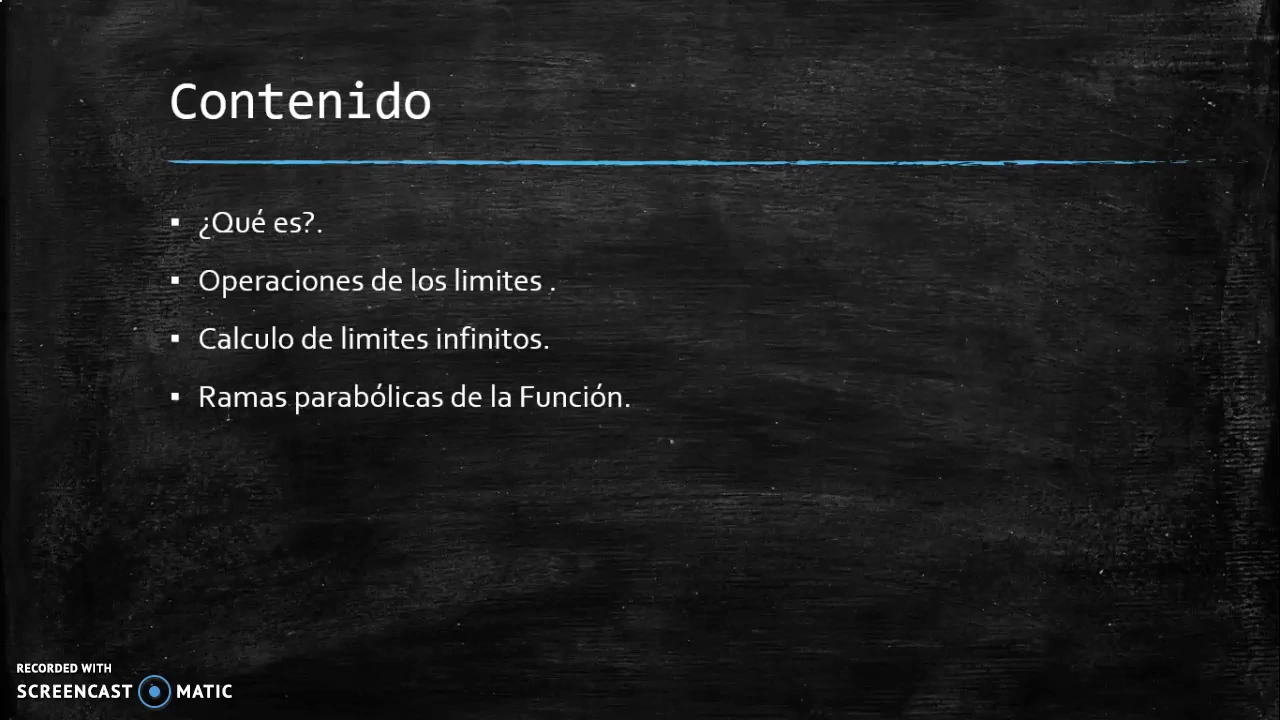 Contenido
▪ ¿Qué es?.
▪ Operaciones de los limites .
▪ Calculo de limites infinitos.
▪ Ramas parabólicas de la Función.
RECORDED WITH
SCREENCAST MATIC